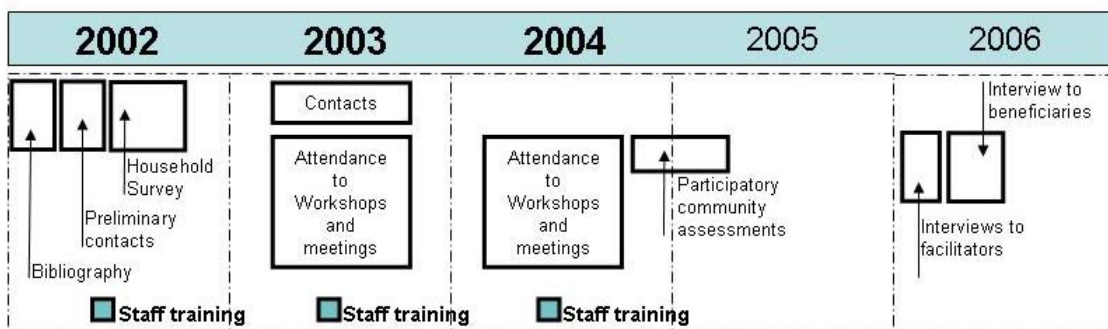 2002 2003 2004 2005 2006
Contacts
Interview to
beneficiaries
Attendance
to
Workshops
and
meetings
Attendance
to
Workshops
and
meetings
Household
Survey
Preliminary
contacts
Bibliography
Participatory
community
assessments
Interviews to
facilitators
Staff training Staff training Staff training